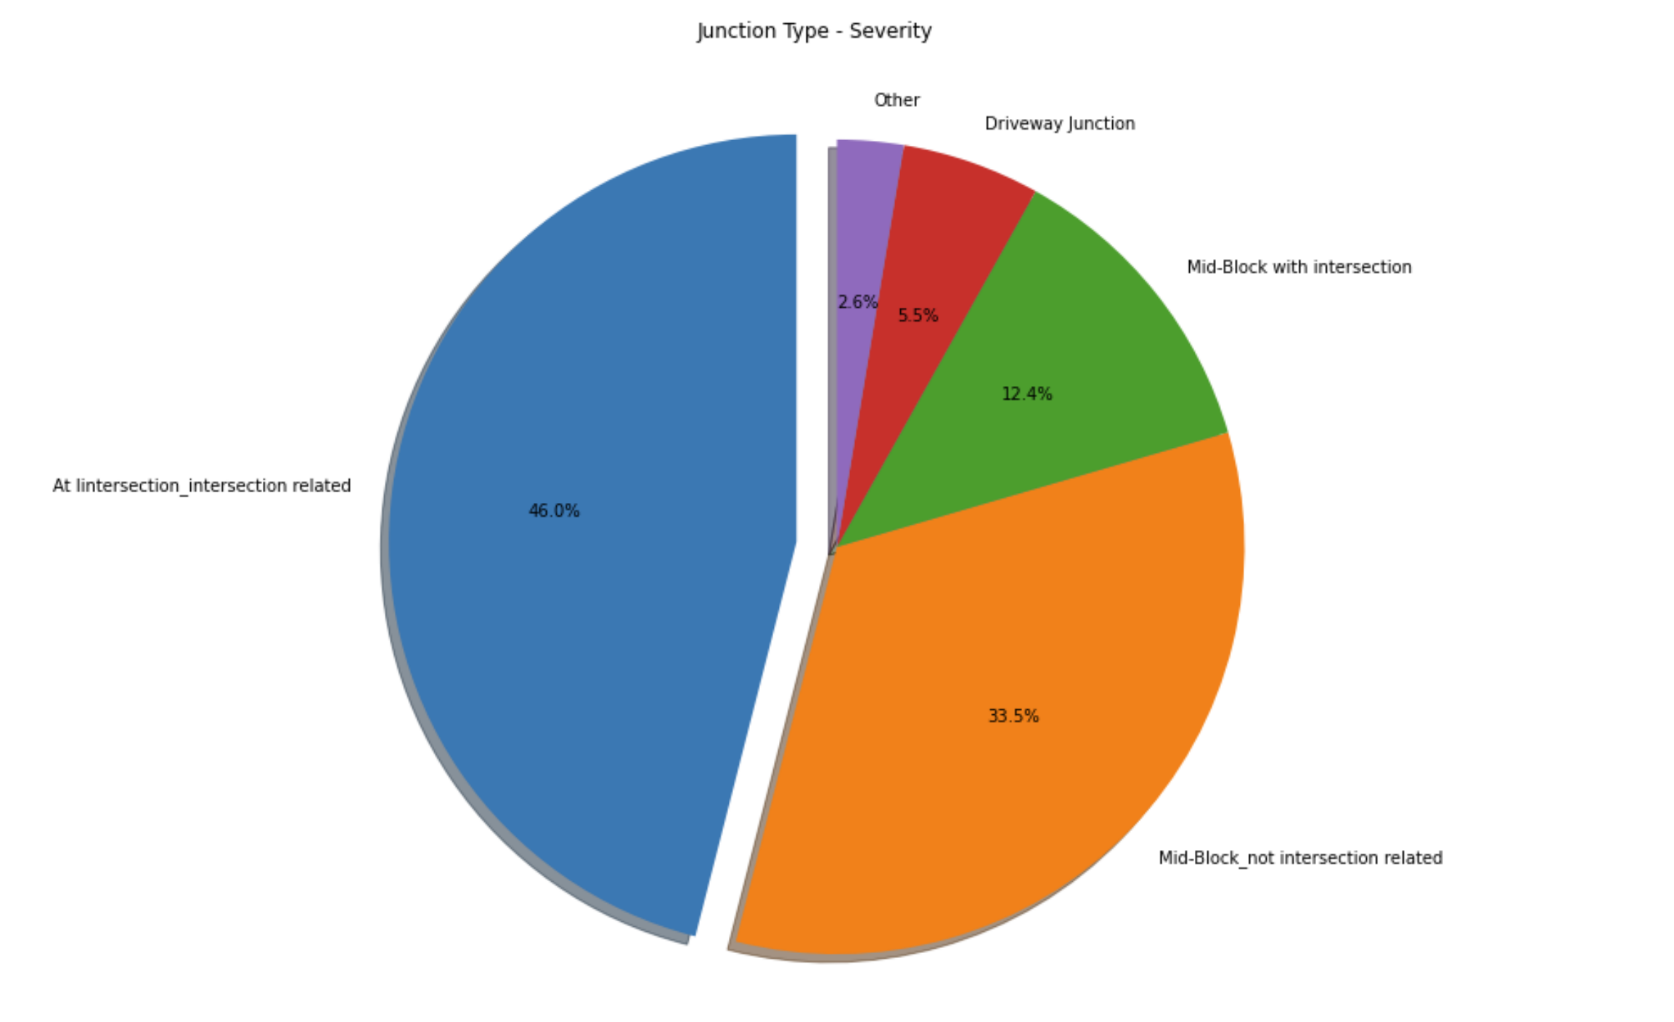 Junction Type - Severity
Other
Driveway Junction
Mid-Block with intersection
2.6%
5.5%
12.4%
At Iintersection_intersection related
46.0%
33.5%
Mid-Block_not intersection related